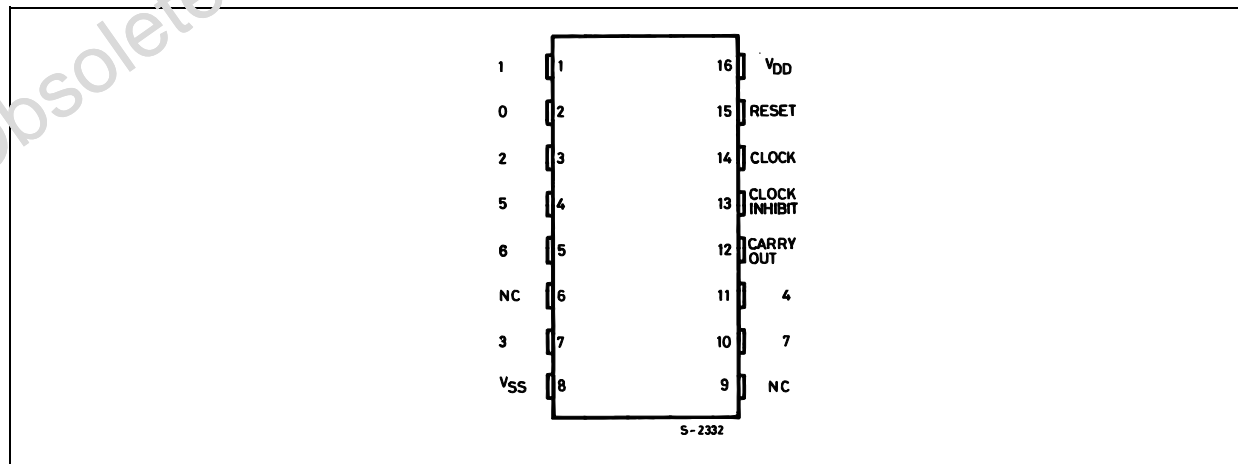 obsolete
1 1 16 VDD
0 2 15 RESET
2 3 14 CLOCK
5 4 13 CLOCK INHIBIT
6 5 12 CARRY OUT
NC 6 11 4
3 7 10 7
VSS 8 9 NC
S-2332